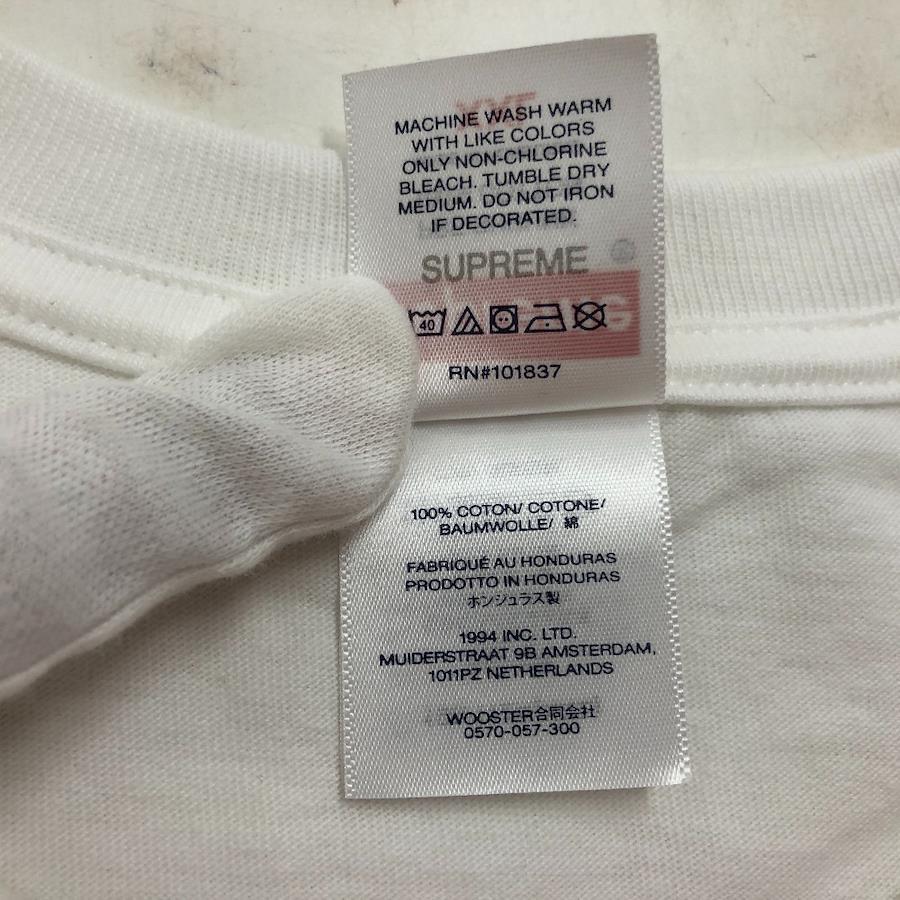 MACHINE WASH WARM
WITH LIKE COLORS
ONLY NON-CHLORINE
BLEACH. TUMBLE DRY
MEDIUM. DO NOT IRON
IF DECORATED.
SUPREME
40
RN#101837
100% COTON/ COTONE/
BAUMWOLLE/ 綿
FABRIQUÉ AU HONDURAS
PRODOTTO IN HONDURAS
ホンジュラス製
1994 INC. LTD.
MUIDERSTRAAT 9B AMSTERDAM,
1011PZ NETHERLANDS
WOOSTER合同会社
0570-057-300